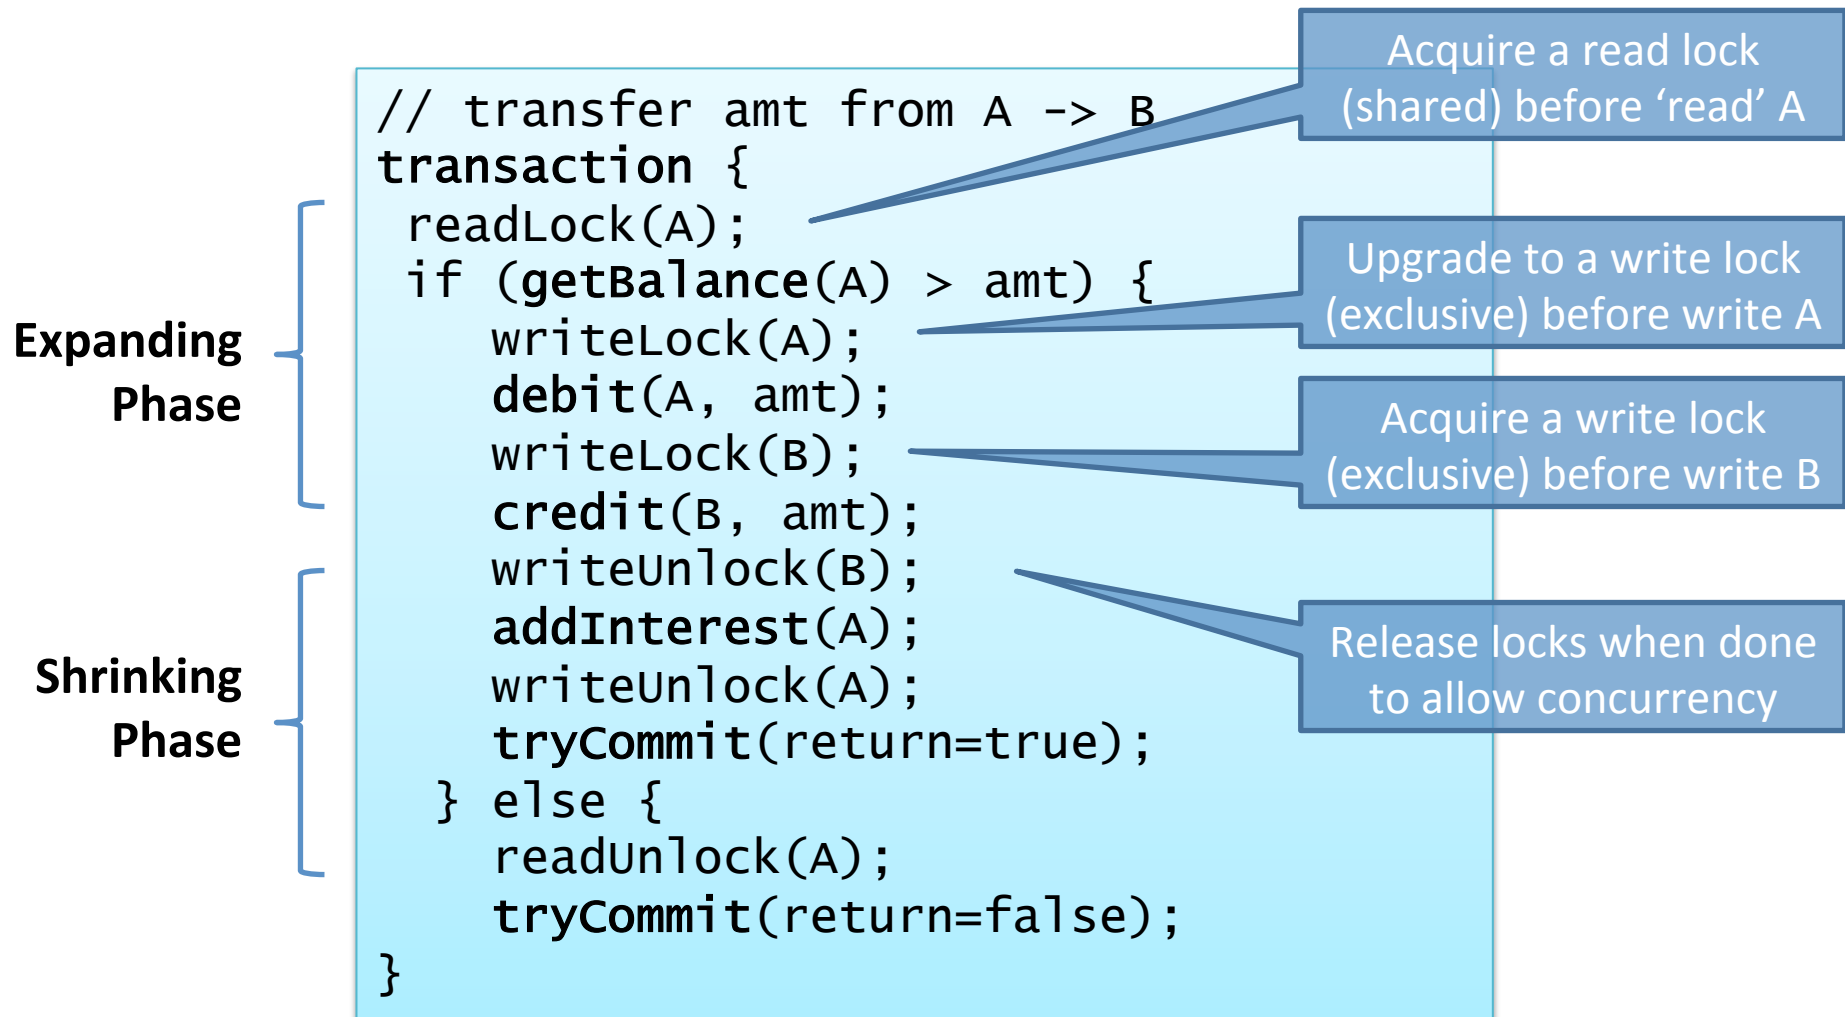 // transfer amt from A -> B
transaction {
readLock(A);
if (getBalance(A) > amt) {
writeLock(A);
debit(A, amt);
writeLock(B);
credit(B, amt);
writeUnlock(B);
addInterest(A);
writeUnlock(A);
tryCommit(return=true);
} else {
readUnlock(A);
tryCommit(return=false);
}
Expanding
Phase
Shrinking
Phase
Acquire a read lock
(shared) before ‘read’ A
Upgrade to a write lock
(exclusive) before write A
Acquire a write lock
(exclusive) before write B
Release locks when done
to allow concurrency